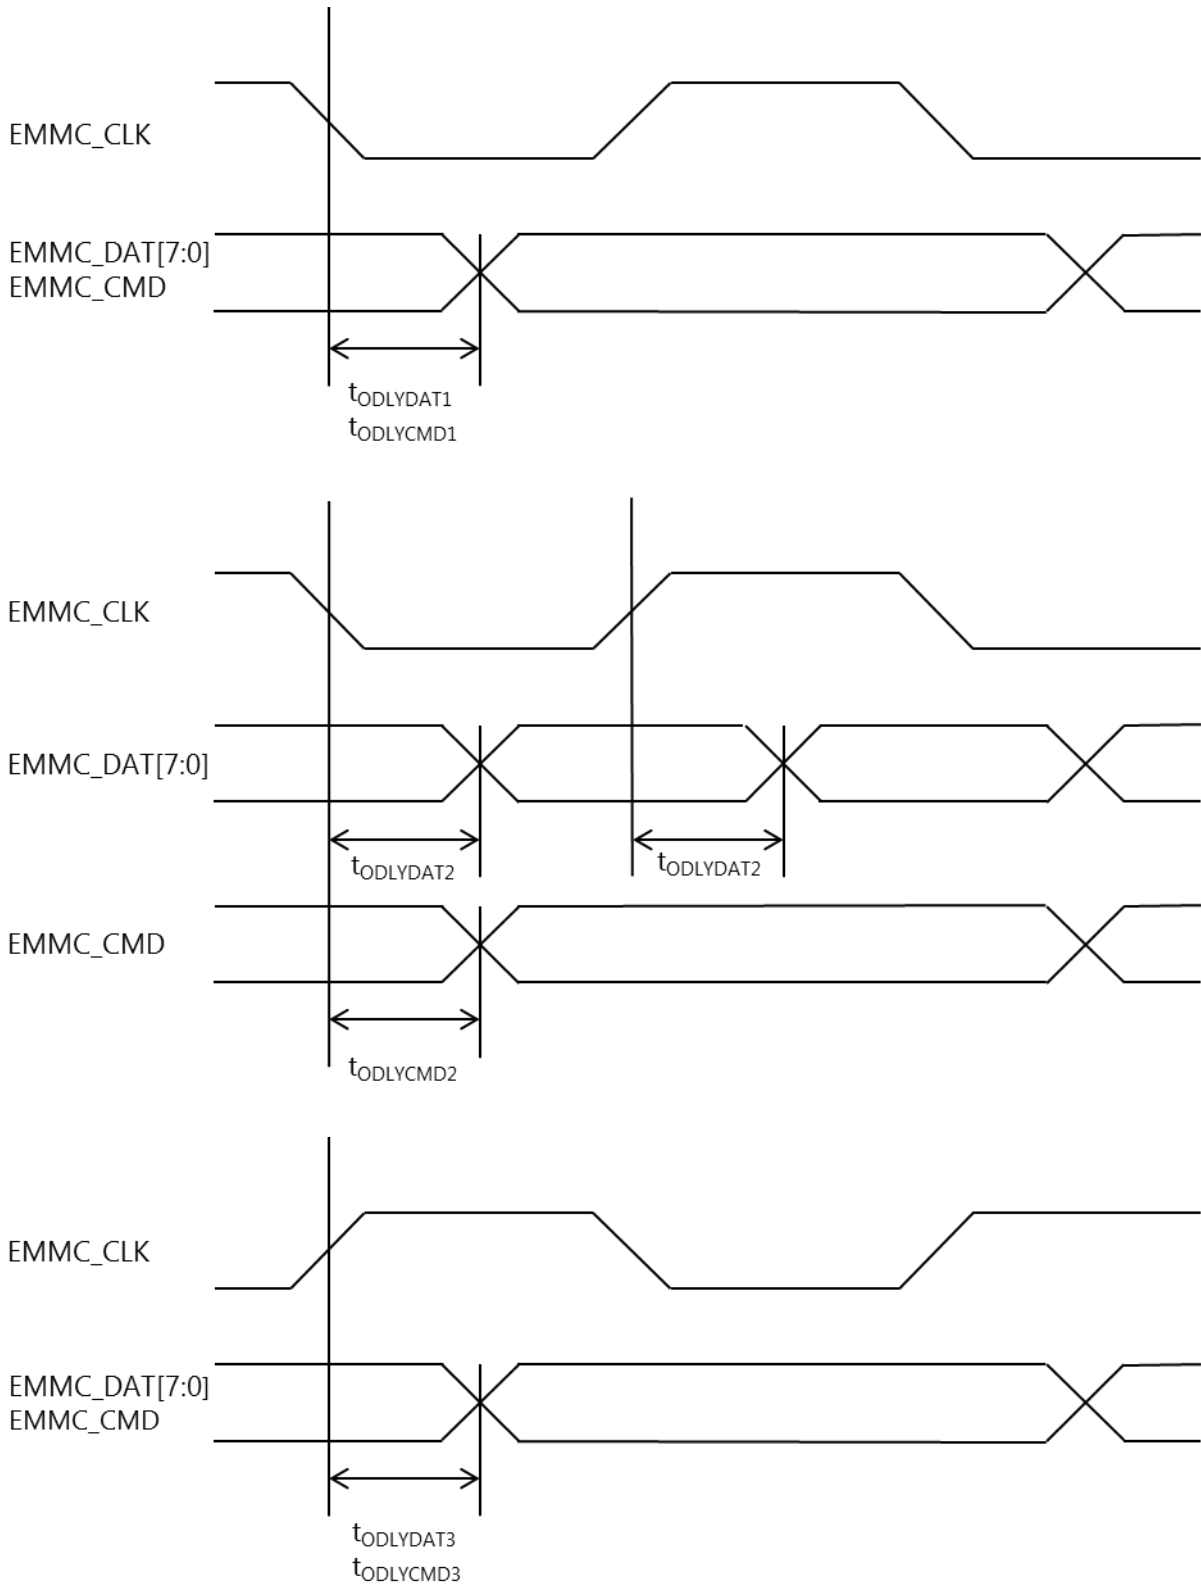 EMMC_CLK
EMMC_DAT[7:0]
EMMC_CMD
tODLYDAT1
tODLYCMD1
EMMC_CLK
EMMC_DAT[7:0]
tODLYDAT2 tODLYDAT2
EMMC_CMD
tODLYCMD2
EMMC_CLK
EMMC_DAT[7:0]
EMMC_CMD
tODLYDAT3
tODLYCMD3